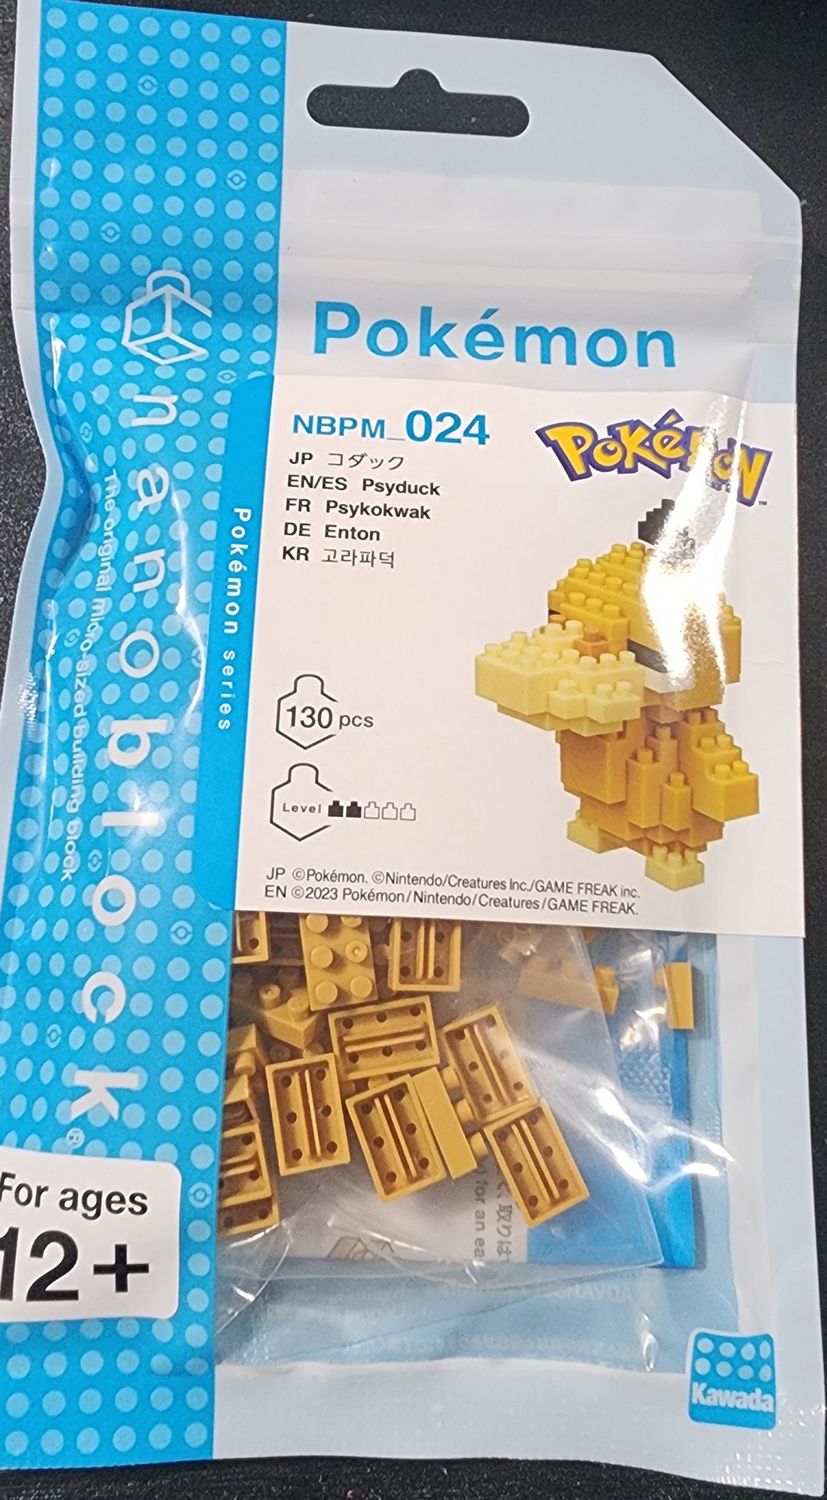 Pokémon
NBPM_024
JP コダック
EN/ES Psyduck
FR Psykokwak
DE Enton
KR 고라파덕
POKéMON™
130 pcs
Level
JP ©Pokémon. ©Nintendo/Creatures Inc./GAME FREAK inc.
EN ©2023 Pokémon/Nintendo/Creatures/GAME FREAK.
Pokémon series
nanoblock®
The original micro-sized building block
For ages
12+
Kawada